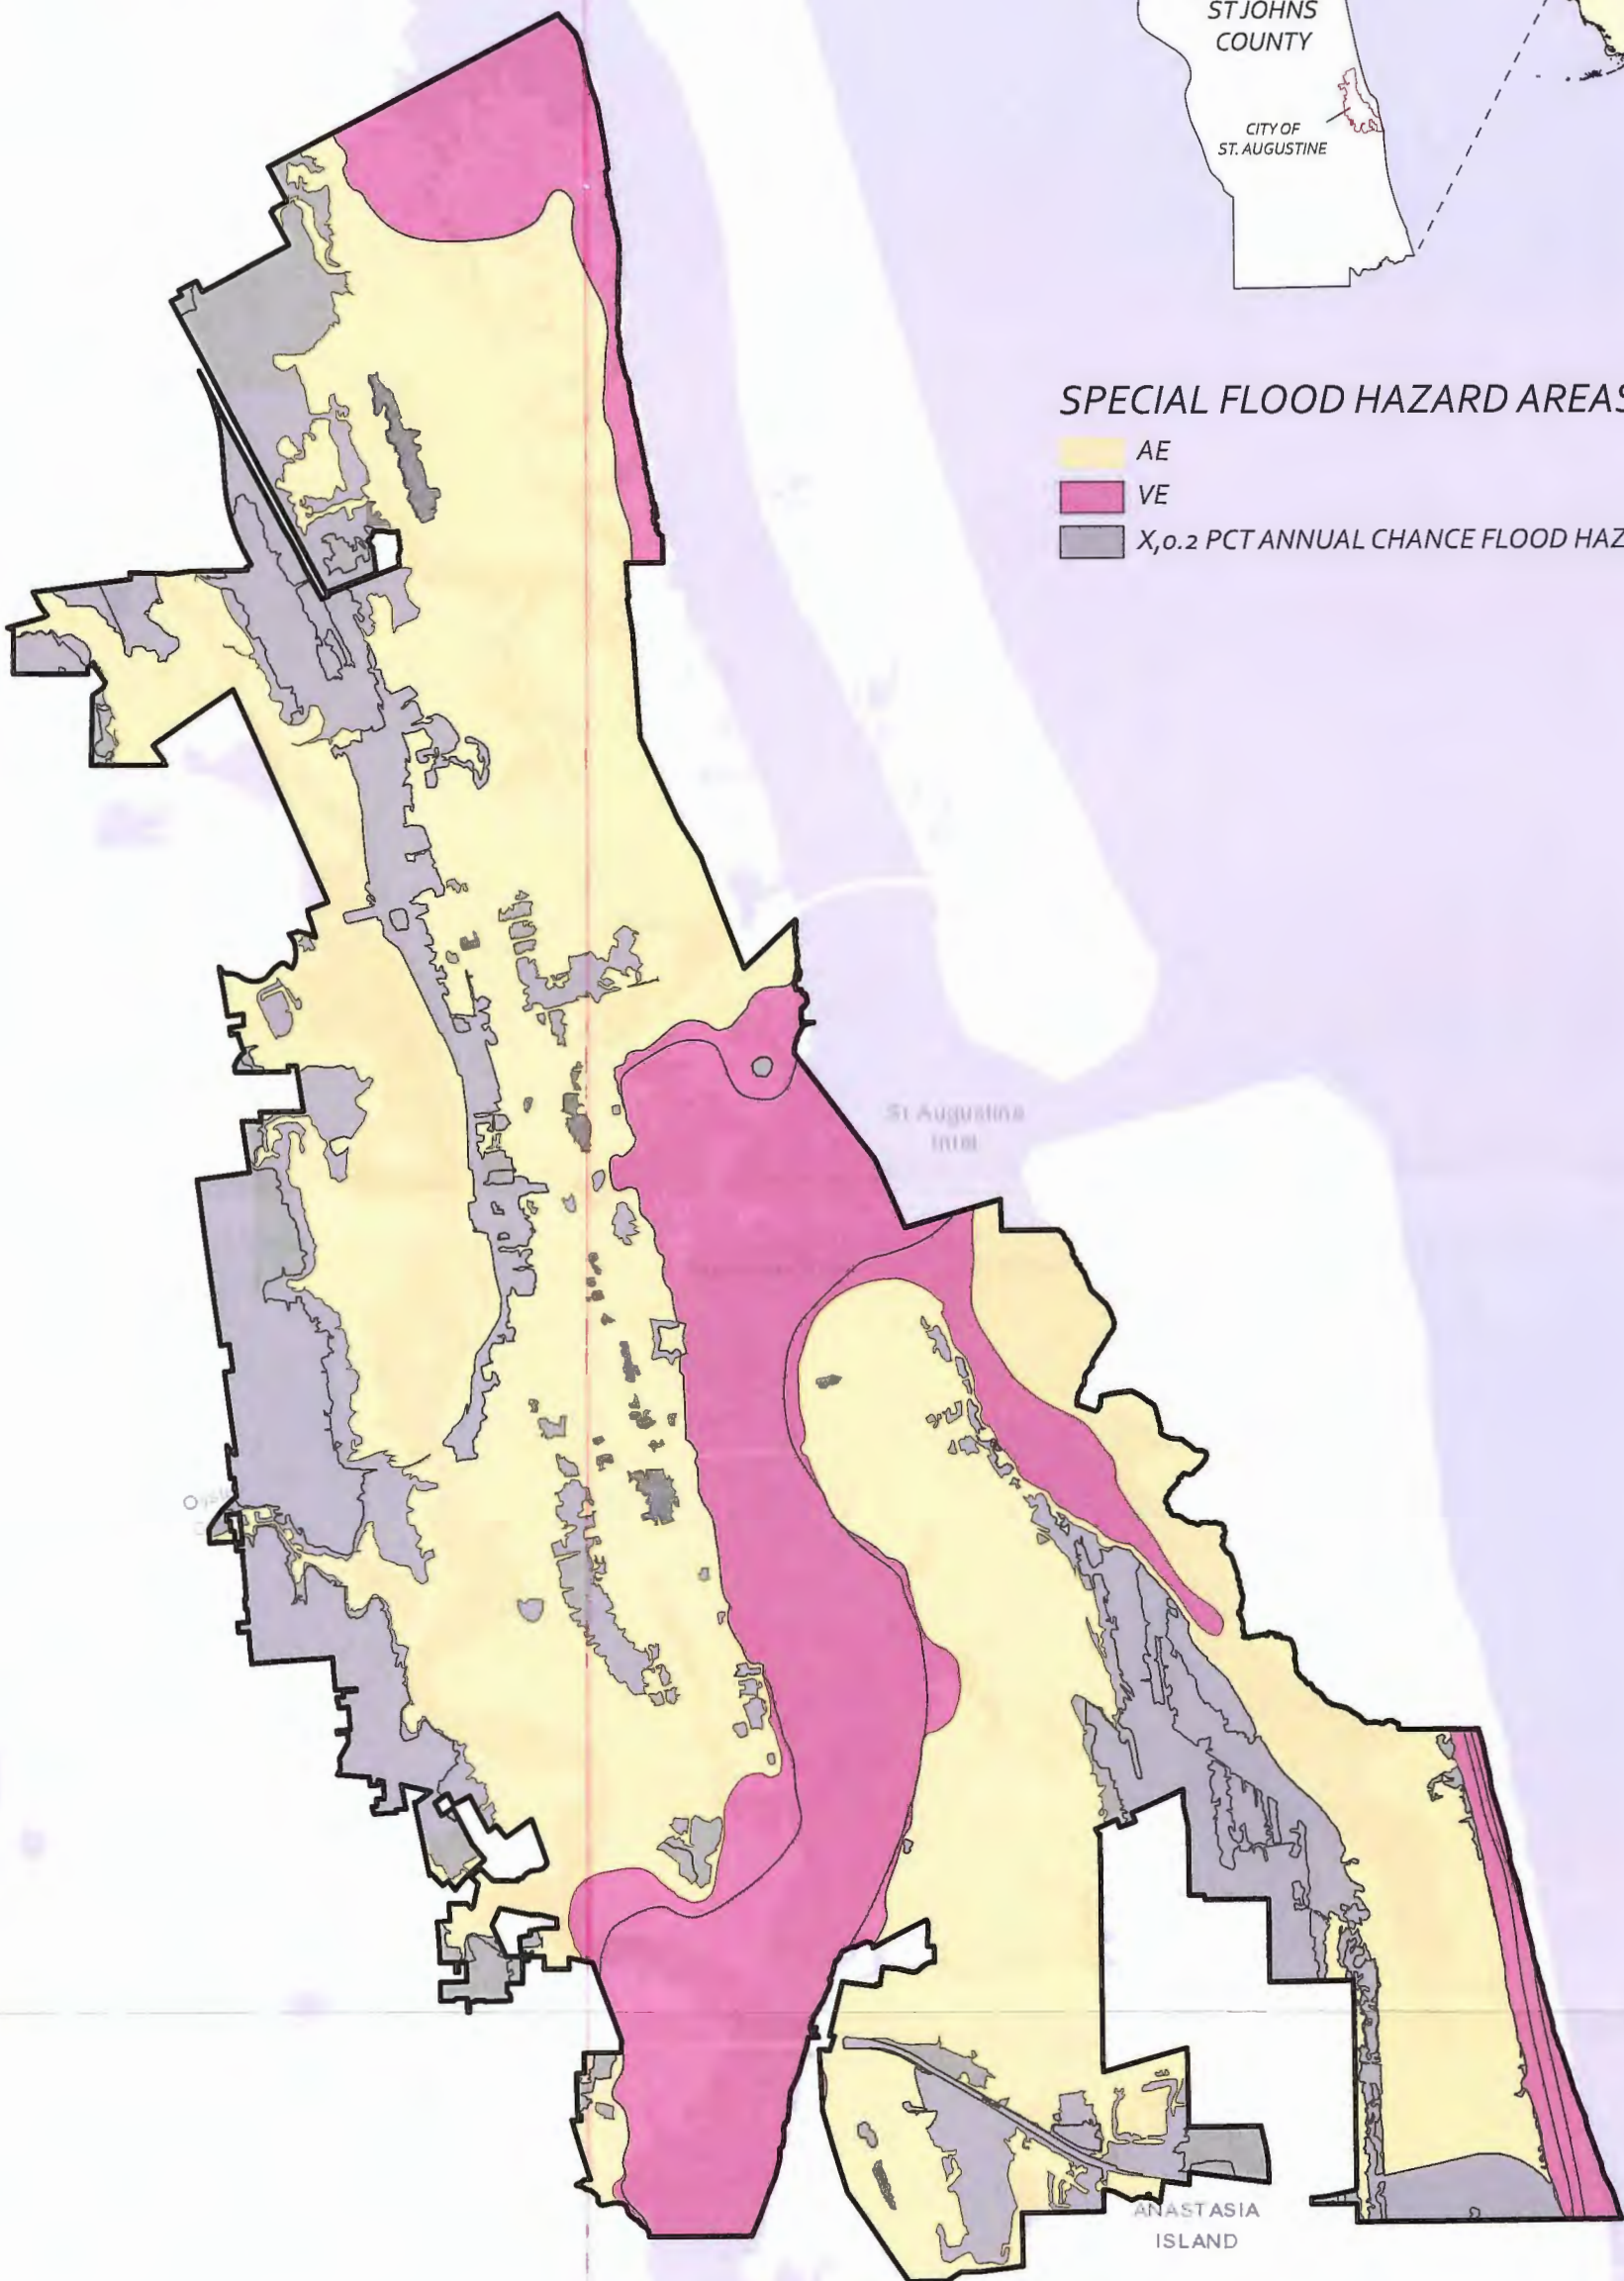 ST JOHNS
COUNTY
CITY OF
ST. AUGUSTINE
SPECIAL FLOOD HAZARD AREAS
AE
VE
X,0.2 PCT ANNUAL CHANCE FLOOD HAZ
St Augustine
Inlet
ANASTASIA
ISLAND